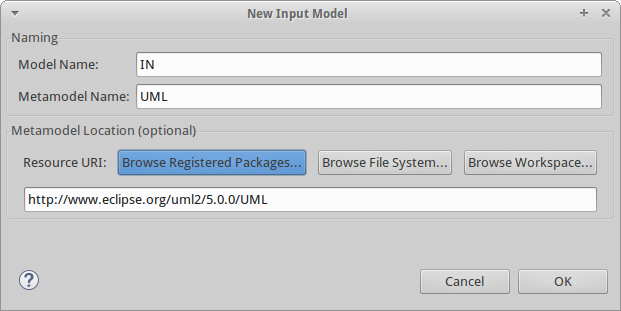 New Input Model
Naming
Model Name: IN
Metamodel Name: UML
Metamodel Location (optional)
Resource URI: Browse Registered Packages... Browse File System... Browse Workspace...
http://www.eclipse.org/uml2/5.0.0/UML
? Cancel OK